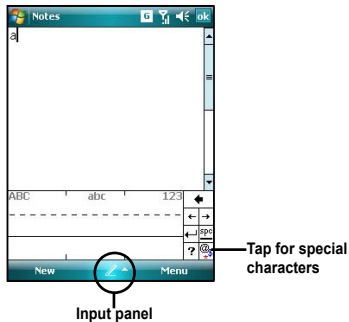 Notes
G
ok
a
ABC abc 123
spc
? @
Tap for special
characters
New Menu
Input panel